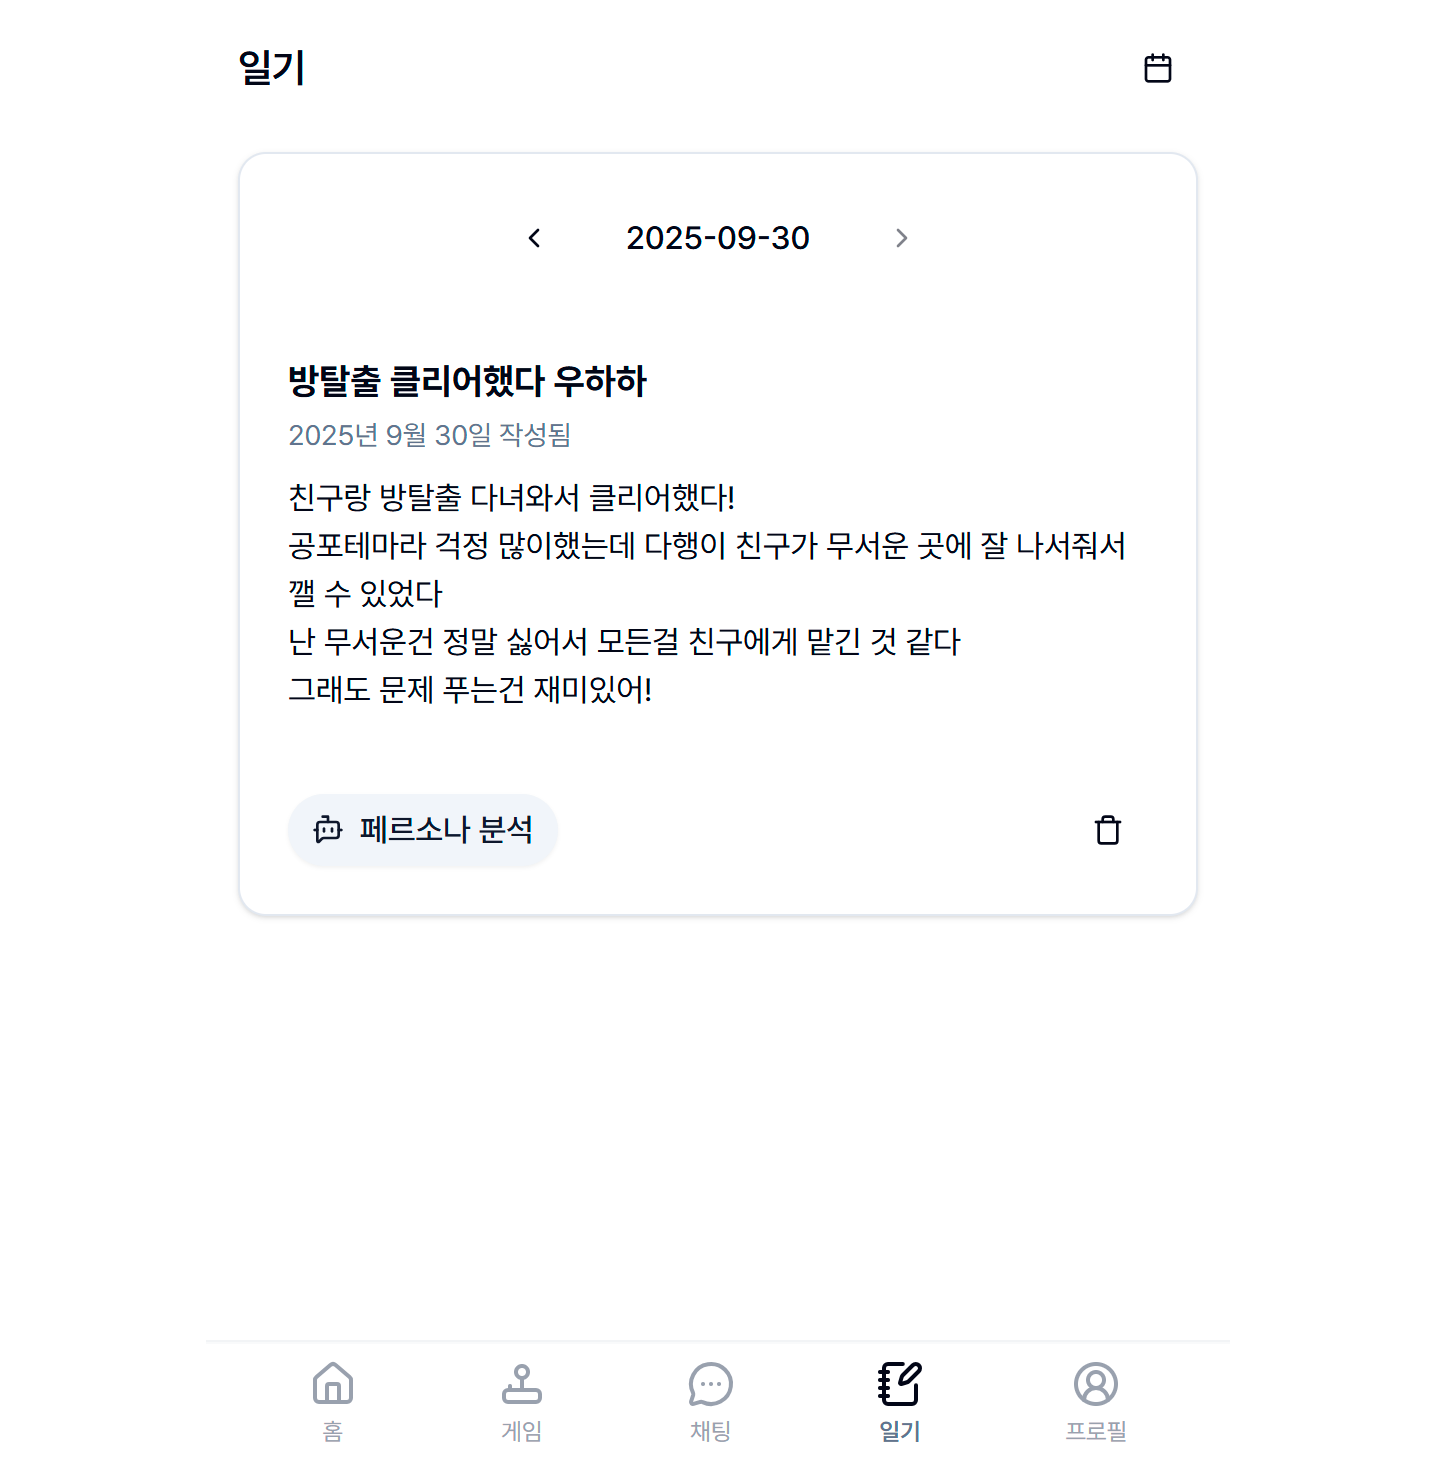 일기
2025-09-30
방탈출 클리어했다 우하하
2025년 9월 30일 작성됨
친구랑 방탈출 다녀와서 클리어했다!
공포테마라 걱정 많이했는데 다행이 친구가 무서운 곳에 잘 나서줘서
깰 수 있었다
난 무서운건 정말 싫어서 모든걸 친구에게 맡긴 것 같다
그래도 문제 푸는건 재미있어!
페르소나 분석
홈
게임
채팅
일기
프로필